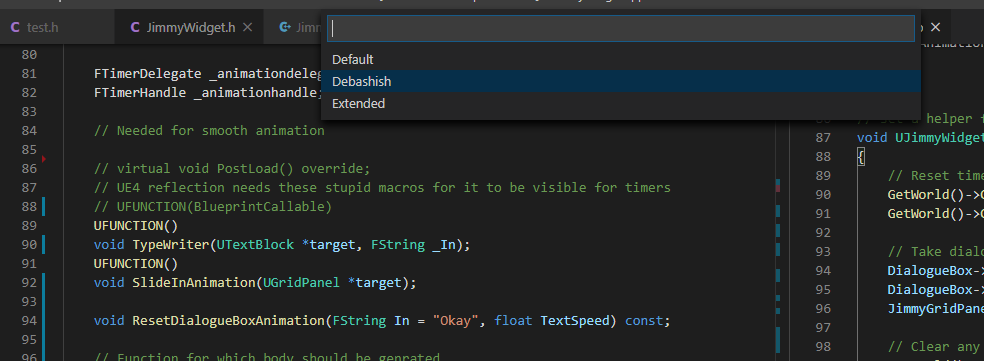 test.h
JimmyWidget.h
Jimm
Default
Debashish
Extended
80
81 FTimerDelegate _animationdeleg
82 FTimerHandle _animationhandle;
83
84 // Needed for smooth animation
85
86 // virtual void PostLoad() override;
87 // UE4 reflection needs these stupid macros for it to be visible for timers
88 // UFUNCTION(BlueprintCallable)
89 UFUNCTION()
90 void TypeWriter(UTextBlock *target, FString _In);
91 UFUNCTION()
92 void SlideInAnimation(UGridPanel *target);
93
94 void ResetDialogueBoxAnimation(FString In = "Okay", float TextSpeed) const;
95
96 // Function for which body should be genrated
87 void UJimmyWidget
88 {
89 // Reset time
90 GetWorld()->
91 GetWorld()->
92
93 // Take dialo
94 DialogueBox->
95 DialogueBox->
96 JimmyGridPane
97
98 // Clear any